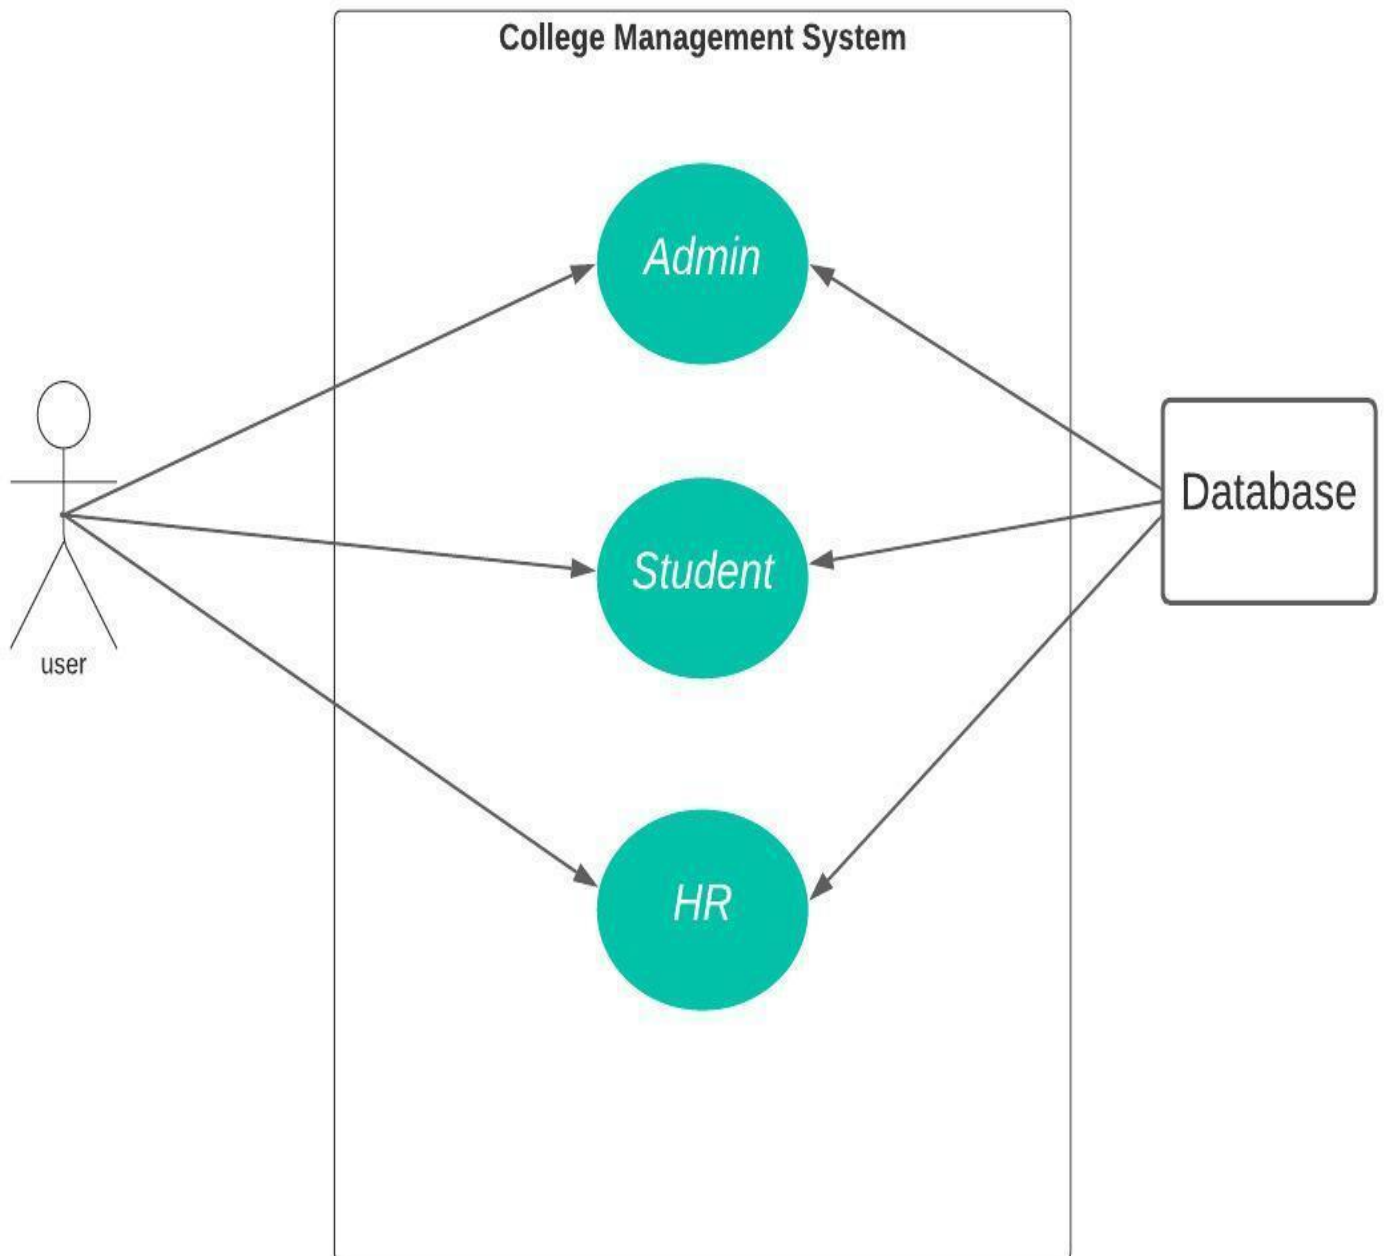 College Management System
Admin
Student
HR
user
Database